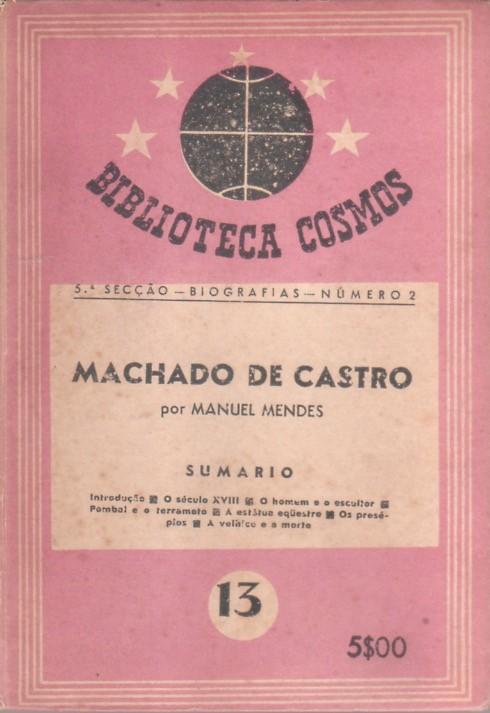 BIBLIOTECA COSMOS
5.ª SECÇÃO — BIOGRAFIAS — NÚMERO 2
MACHADO DE CASTRO
por MANUEL MENDES
SUMARIO
Introdução ■ O século XVIII ■ O homem e o escultor ■
Pombal e o terramoto ■ A estátua eqüestre ■ Os presé-
pios ■ A velhice e a morte
13
5$00